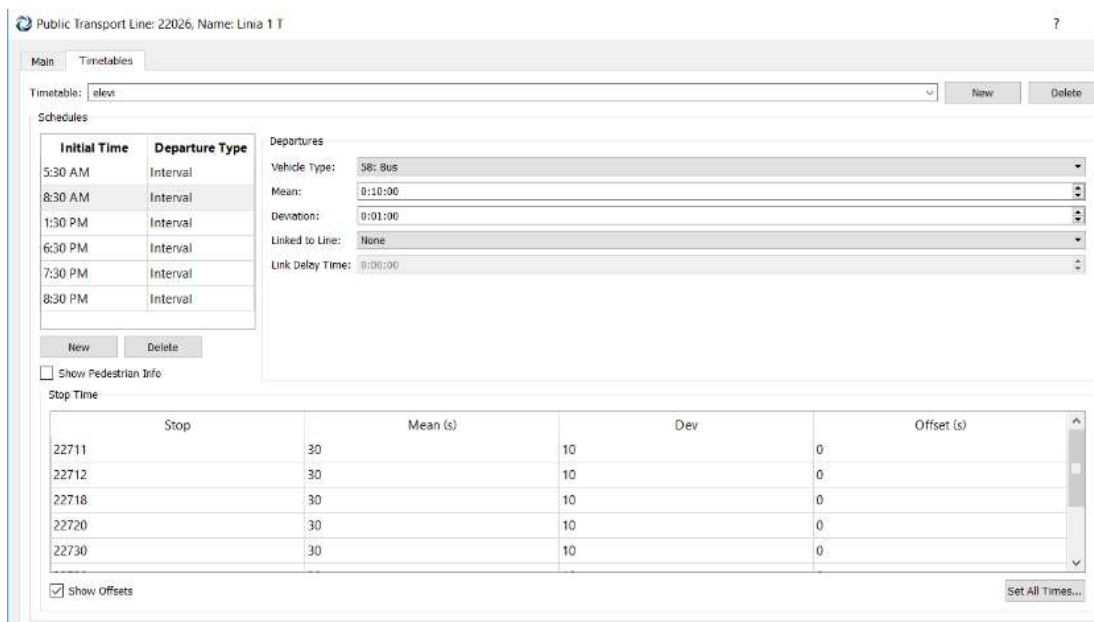 Public Transport Line: 22026, Name: Linia 1 T ?
Main Timetables
Timetable: elevi New Delete
Schedules
Initial Time Departure Type
5:30 AM Interval
8:30 AM Interval
1:30 PM Interval
6:30 PM Interval
7:30 PM Interval
8:30 PM Interval
New Delete
Show Pedestrian Info
Departures
Vehicle Type: 58: Bus
Mean: 0:10:00
Deviation: 0:01:00
Linked to Line: None
Link Delay Time: 0:00:00
Stop Time
Stop Mean (s) Dev Offset (s)
22711 30 10 0
22712 30 10 0
22718 30 10 0
22720 30 10 0
22730 30 10 0
Show Offsets Set All Times...